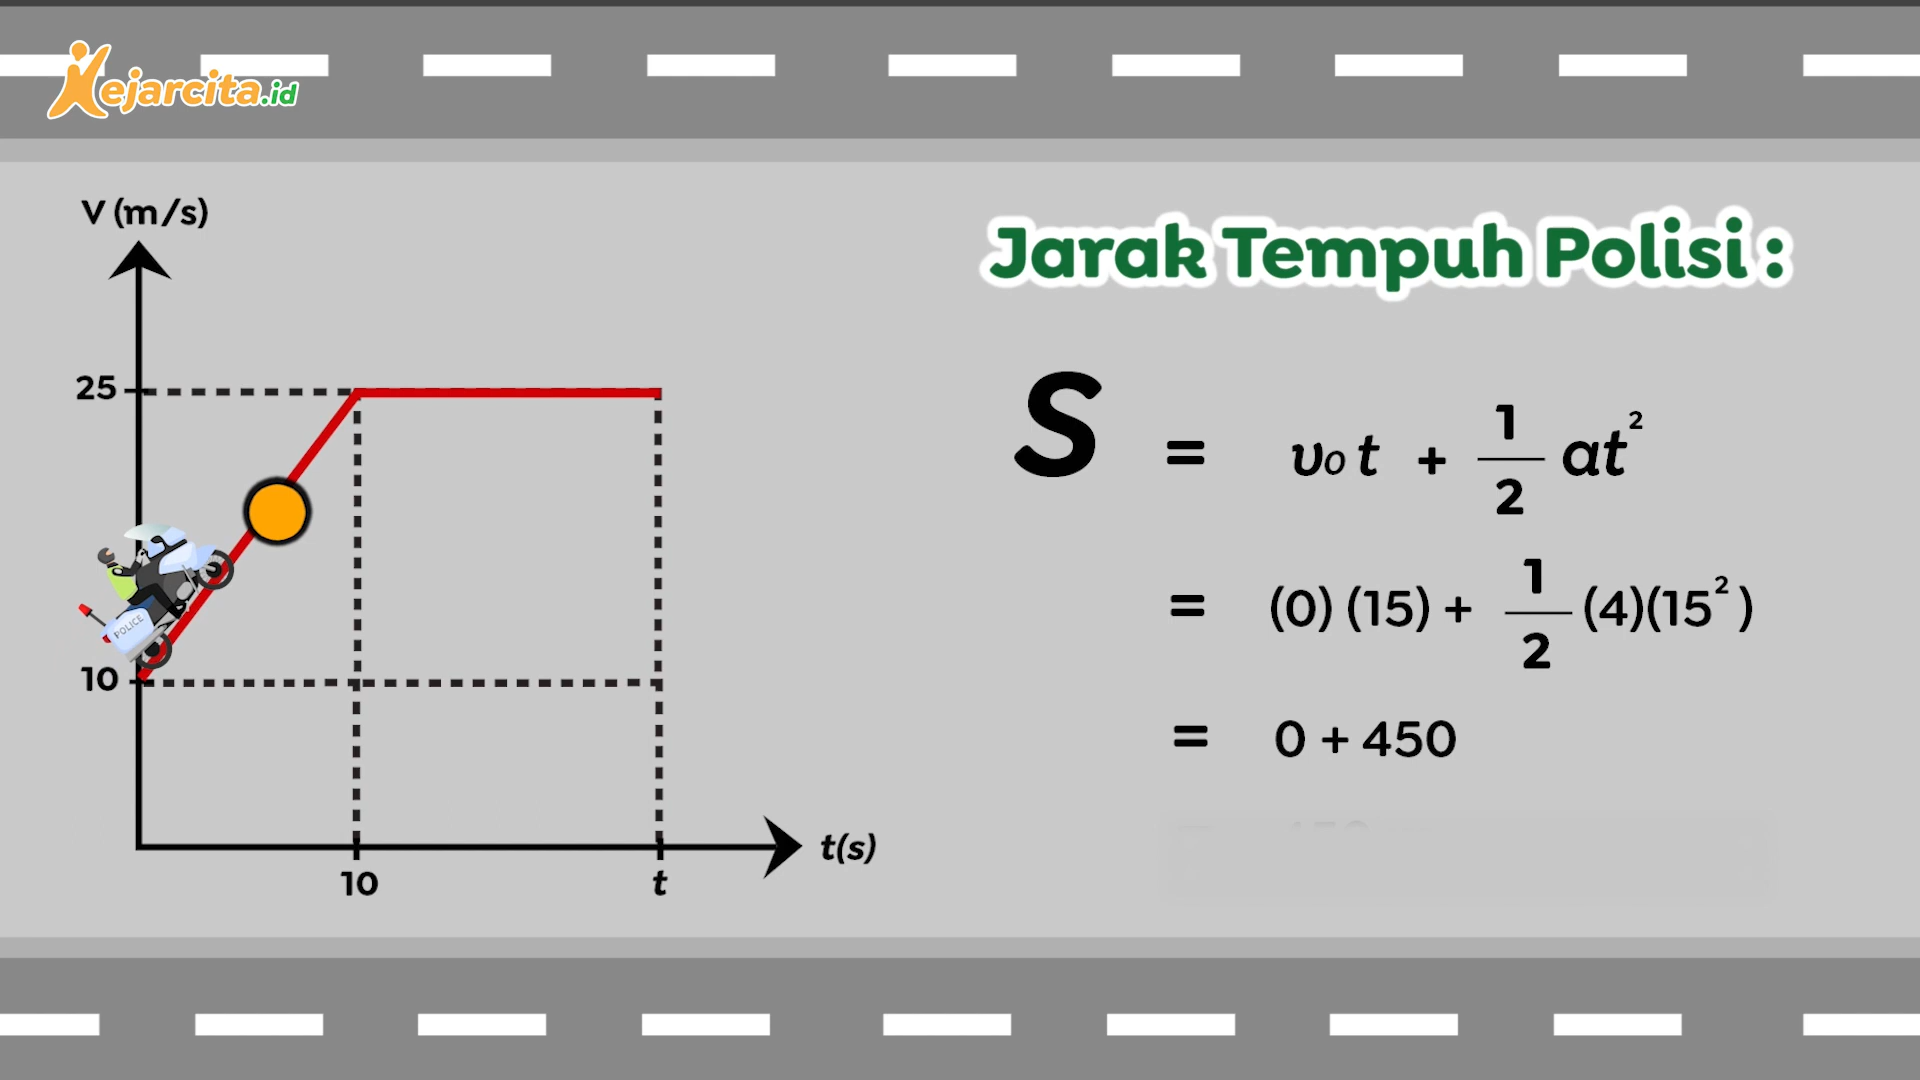 Kejarcita.id
V (m/s)
25
10
10
t
t(s)
POLICE
Jarak Tempuh Polisi :
S = v₀ t + 1/2 at²
= (0) (15) + 1/2 (4)(15²)
= 0 + 450